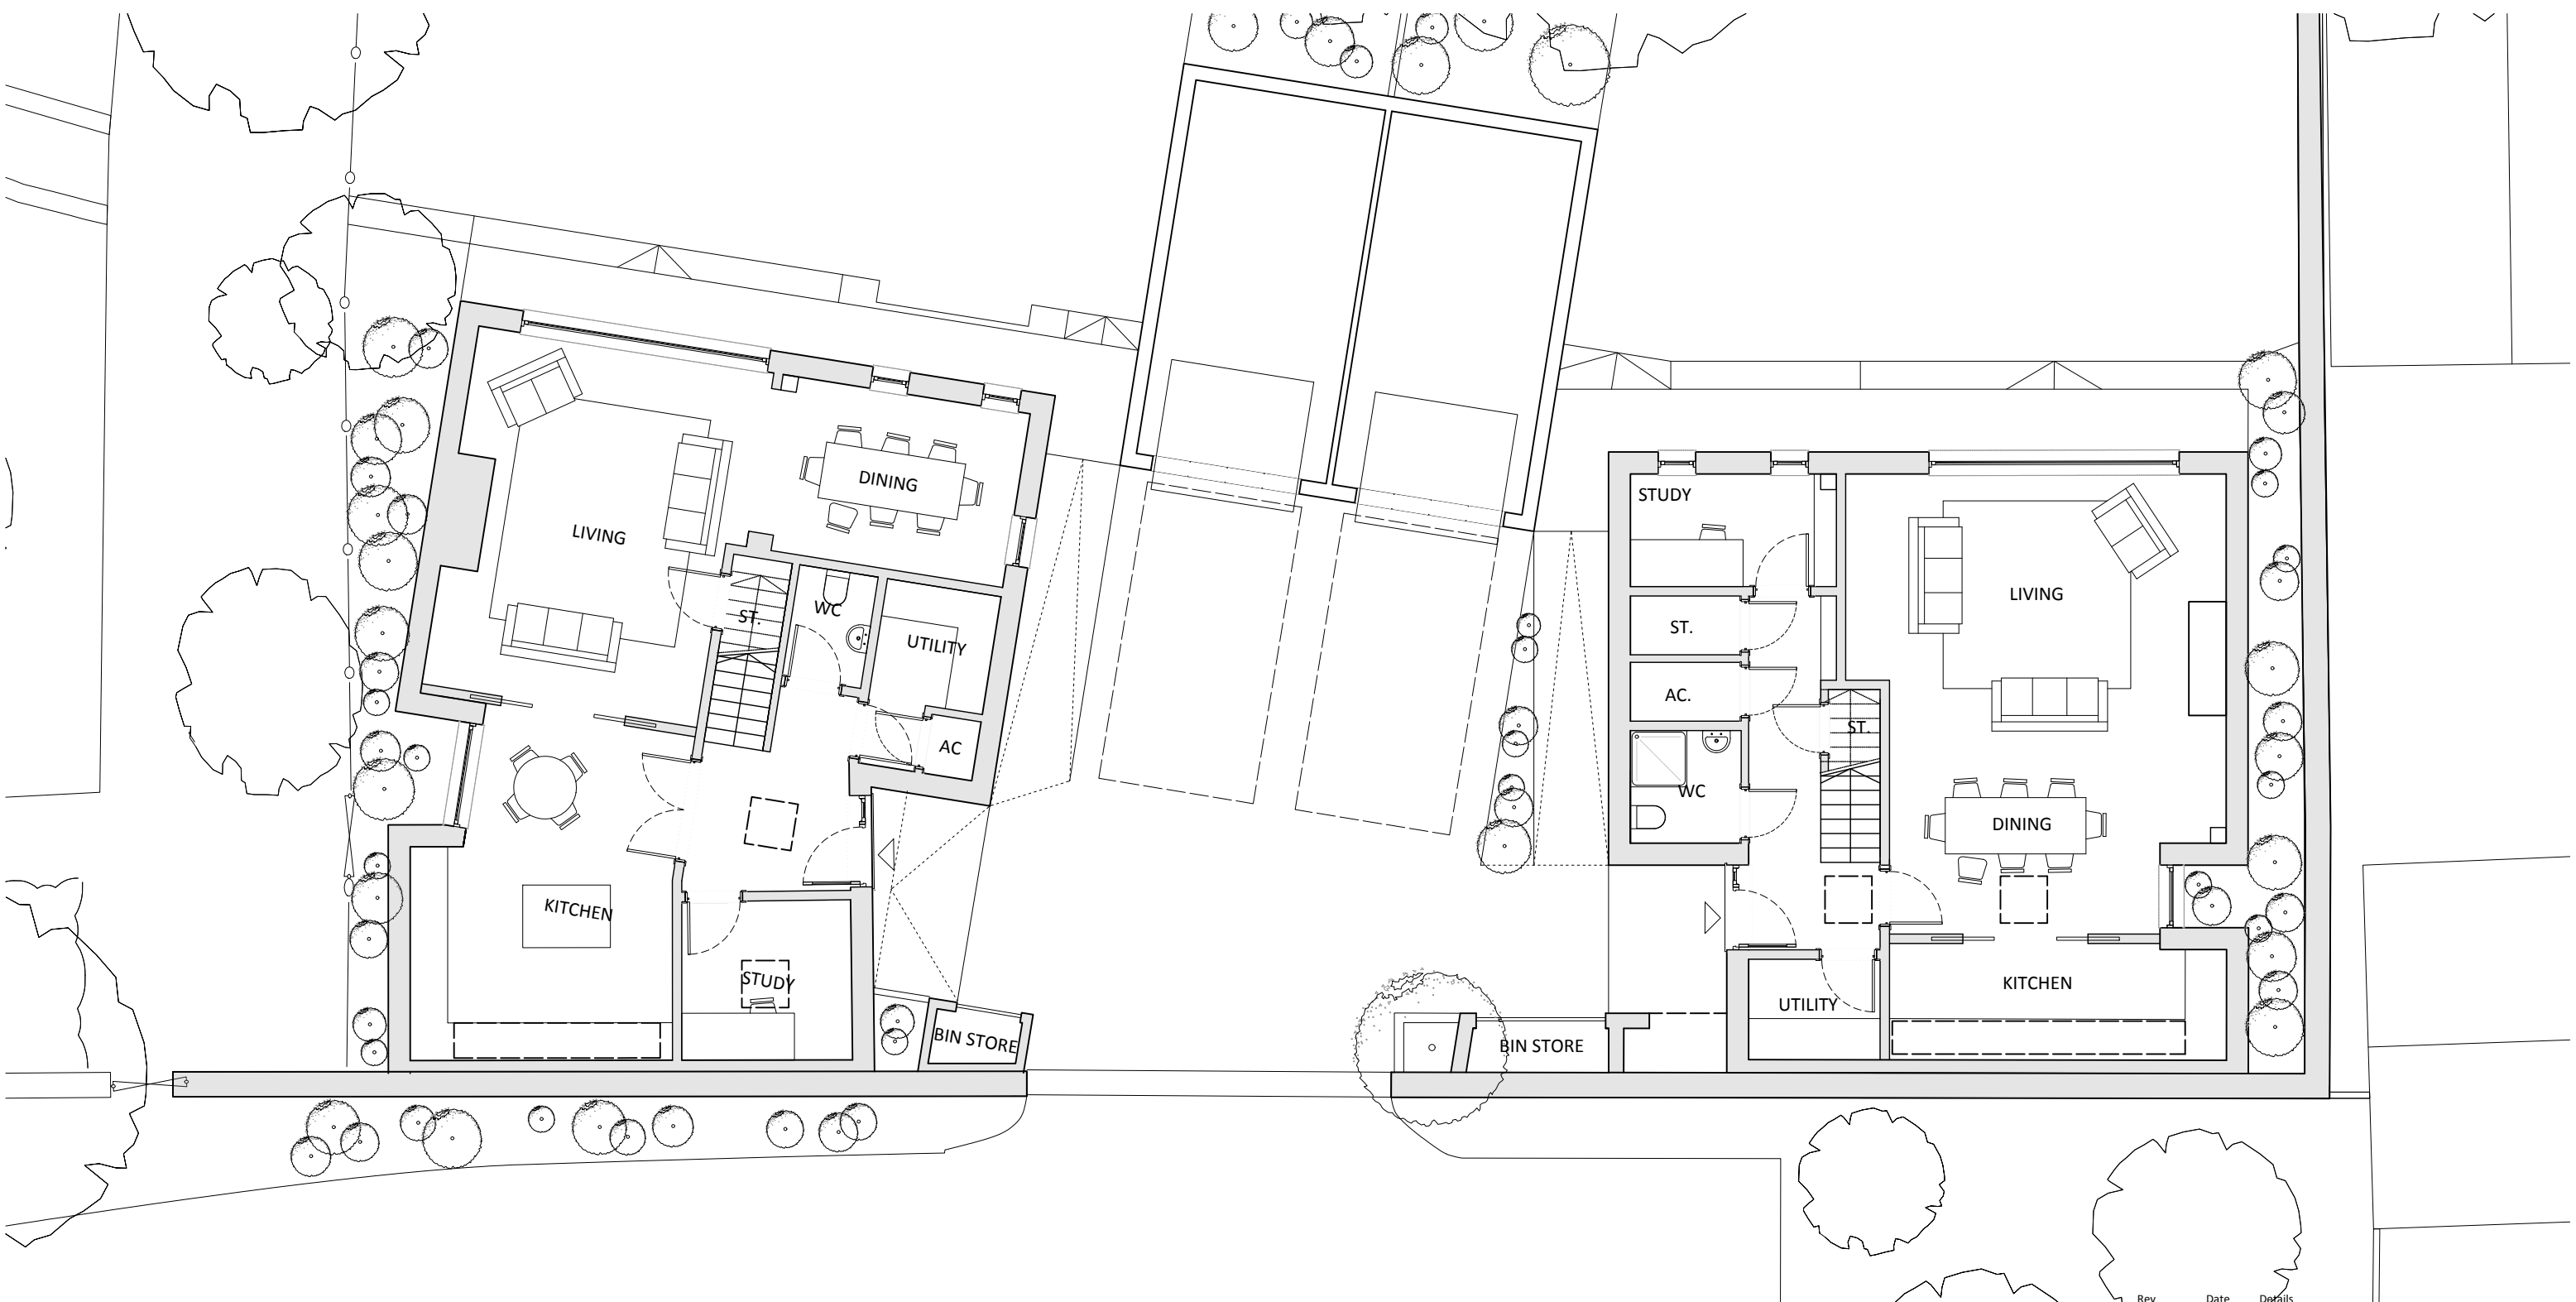 LIVING
DINING
ST.
WC
UTILITY
AC
KITCHEN
STUDY
BIN STORE
STUDY
ST.
AC.
WC
ST.
LIVING
DINING
KITCHEN
UTILITY
BIN STORE
Rev Date Details